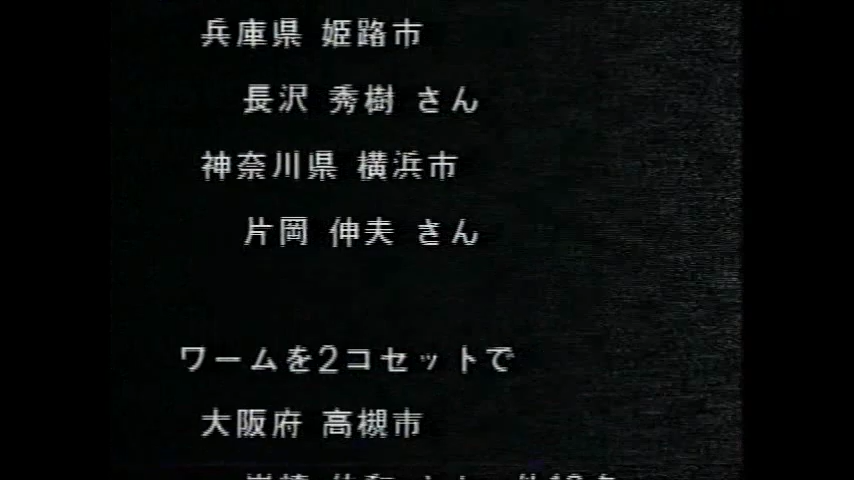 兵庫県 姫路市
長沢 秀樹 さん
神奈川県 横浜市
片岡 伸夫 さん
ワームを2コセットで
大阪府 高槻市